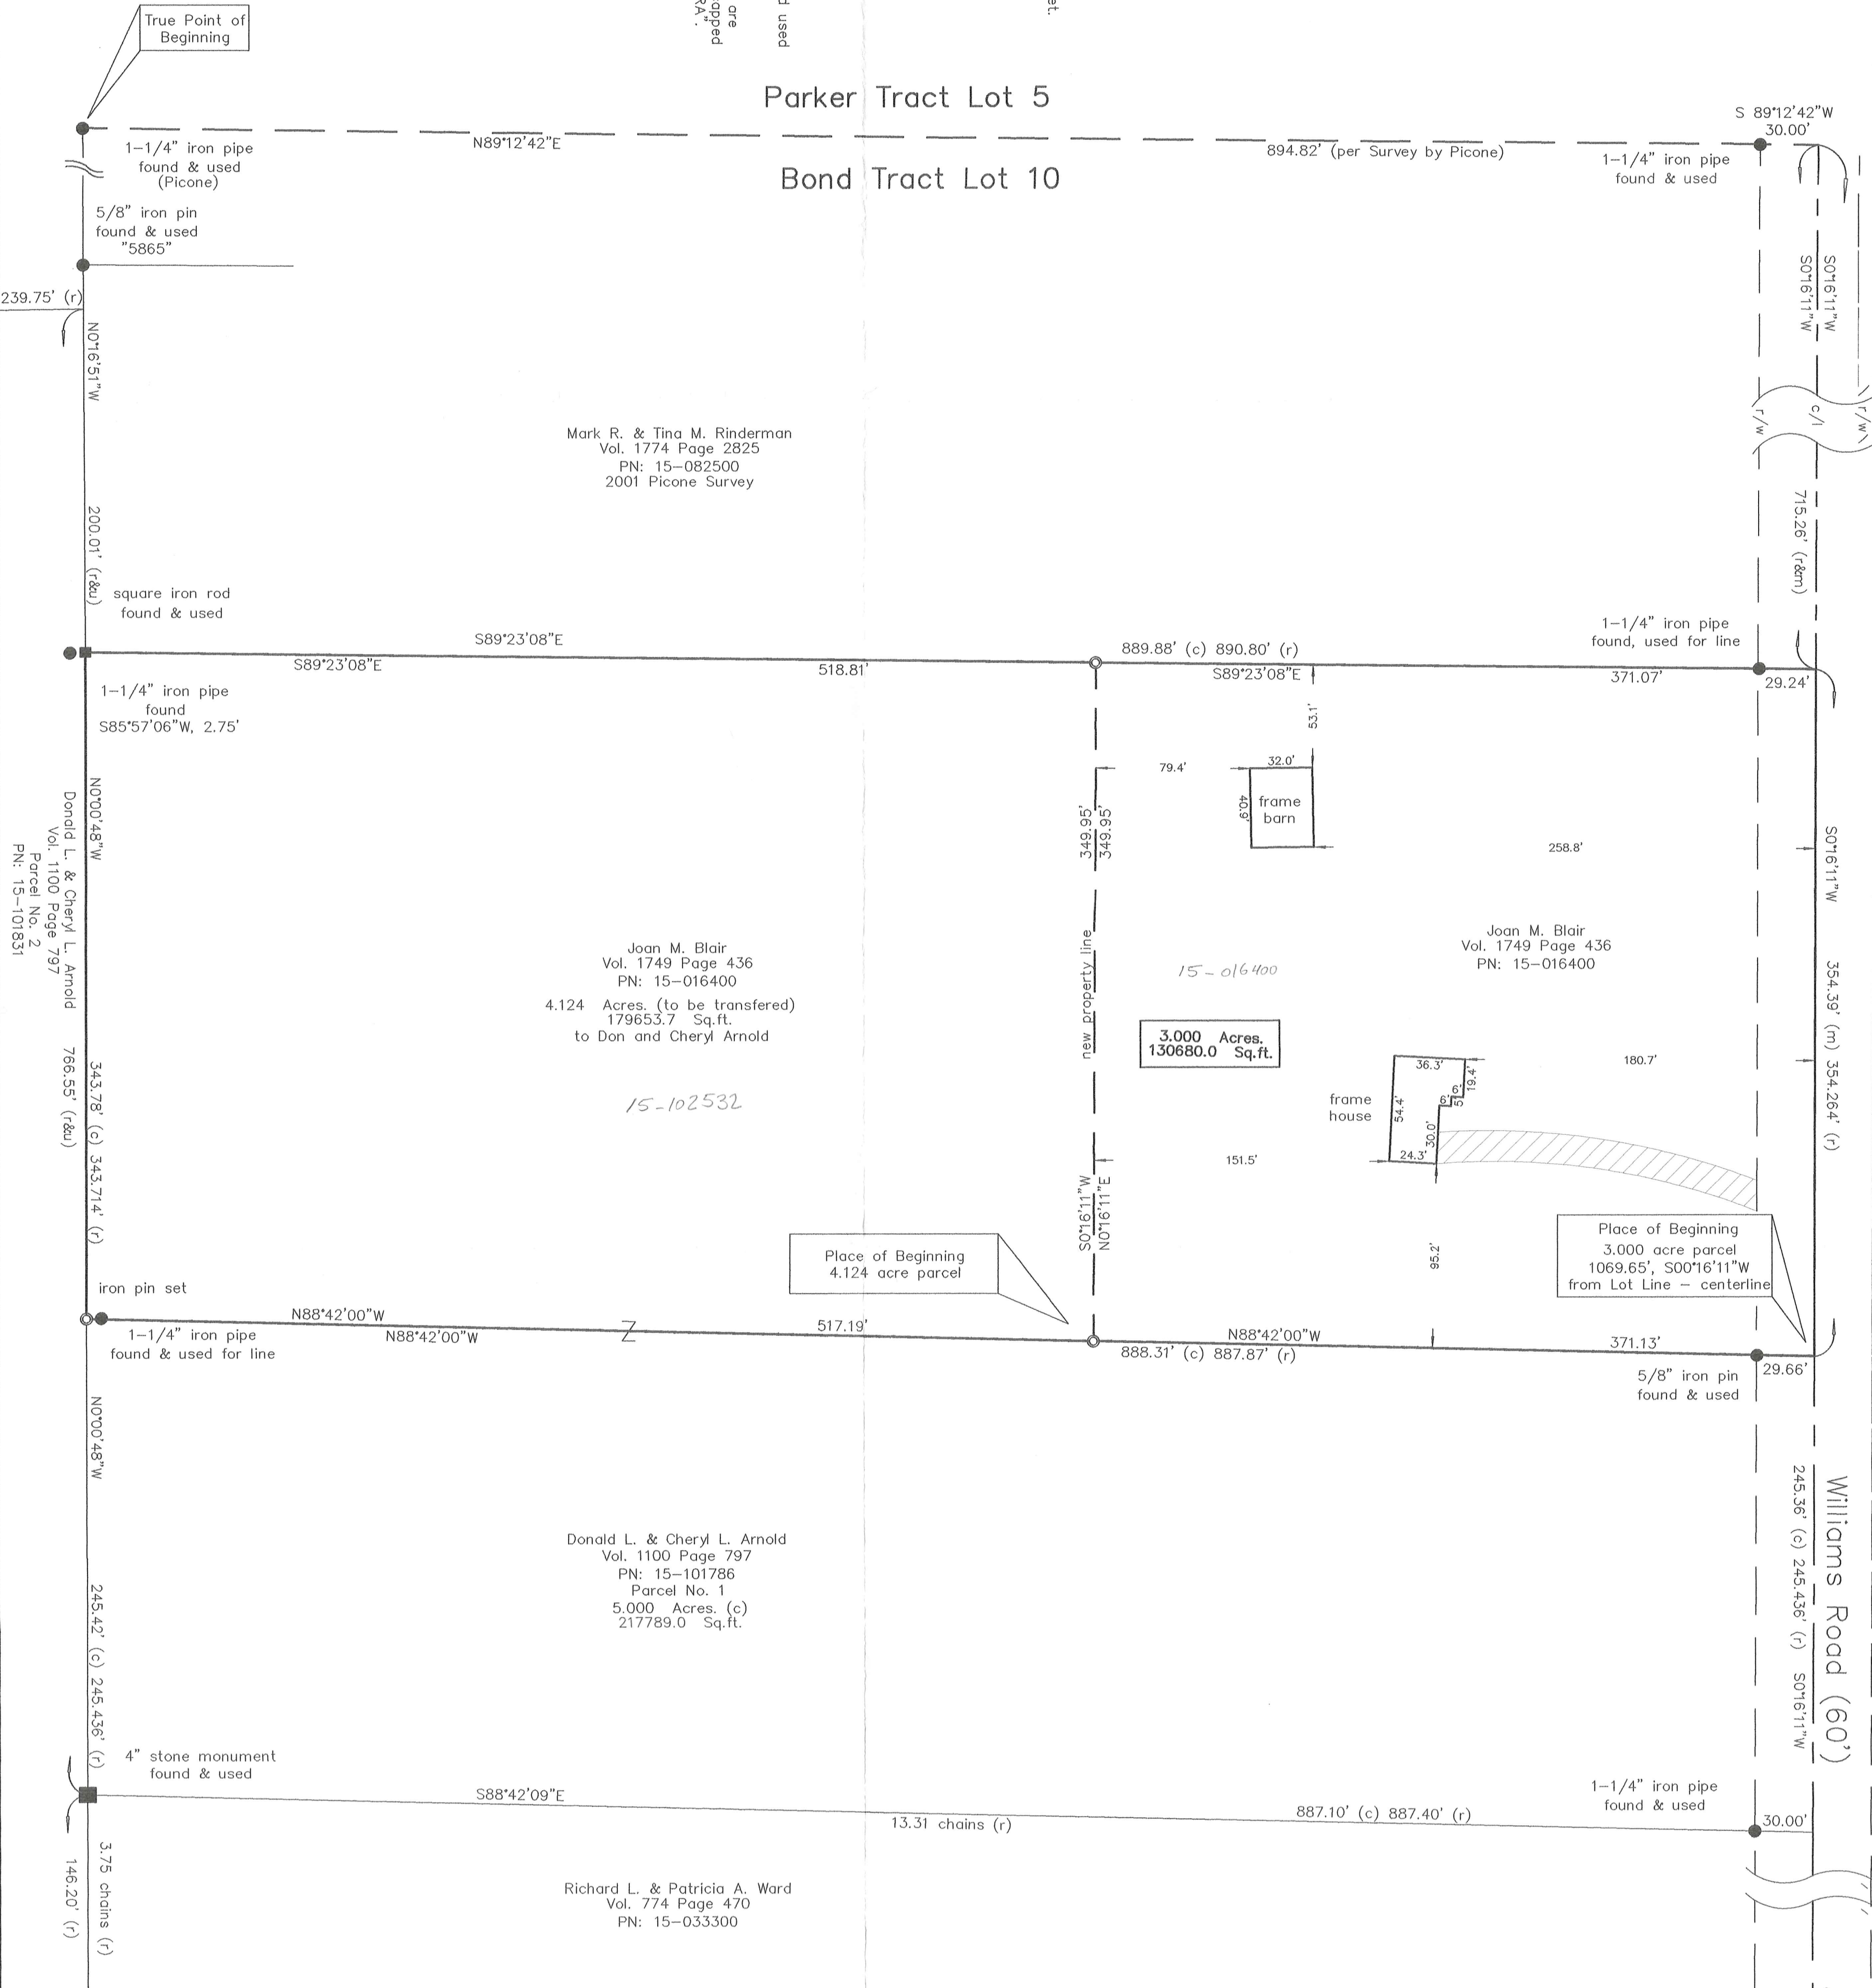 are
apped
RA".
d used
et.
True Point of
Beginning
Parker Tract Lot 5
S 89°12'42"W
30.00'
N89°12'42"E
894.82' (per Survey by Picone)
1-1/4" iron pipe
found & used
(Picone)
1-1/4" iron pipe
found & used
Bond Tract Lot 10
5/8" iron pin
found & used
"5865"
239.75' (r)
N0°16'51"W
200.01' (r&u)
S0°16'11"W
S0°16'11"W
r/w
c/l
r/w
715.26' (r&m)
Mark R. & Tina M. Rinderman
Vol. 1774 Page 2825
PN: 15-082500
2001 Picone Survey
square iron rod
found & used
1-1/4" iron pipe
found, used for line
S89°23'08"E
889.88' (c) 890.80' (r)
S89°23'08"E
518.81'
S89°23'08"E
371.07'
29.24'
1-1/4" iron pipe
found
S85°57'06"W, 2.75'
53.1'
79.4'
32.0'
40.9'
frame
barn
258.8'
N0°00'48"W
343.78' (c) 343.714' (r)
Donald L. & Cheryl L. Arnold
Vol. 1100 Page 797
Parcel No. 2
PN: 15-101831
766.55' (r&u)
349.95'
349.95'
new property line
S0°16'11"W
N0°16'11"E
S0°16'11"W
354.39' (m) 354.264' (r)
Joan M. Blair
Vol. 1749 Page 436
PN: 15-016400
4.124 Acres. (to be transfered)
179653.7 Sq.ft.
to Don and Cheryl Arnold
15-102532
Joan M. Blair
Vol. 1749 Page 436
PN: 15-016400
15-016400
3.000 Acres.
130680.0 Sq.ft.
frame
house
36.3'
19.4'
6'
5'
6'
54.4'
30.0'
24.3'
180.7'
151.5'
95.2'
Place of Beginning
4.124 acre parcel
Place of Beginning
3.000 acre parcel
1069.65', S00°16'11"W
from Lot Line - centerline
iron pin set
1-1/4" iron pipe
found & used for line
N88°42'00"W
N88°42'00"W
517.19'
N88°42'00"W
888.31' (c) 887.87' (r)
371.13'
29.66'
5/8" iron pin
found & used
N0°00'48"W
245.42' (c) 245.436' (r)
245.36' (c) 245.436' (r) S0°16'11"W
Williams Road (60')
Donald L. & Cheryl L. Arnold
Vol. 1100 Page 797
PN: 15-101786
Parcel No. 1
5.000 Acres. (c)
217789.0 Sq.ft.
4" stone monument
found & used
1-1/4" iron pipe
found & used
S88°42'09"E
13.31 chains (r)
887.10' (c) 887.40' (r)
30.00'
3.75 chains (r)
146.20' (r)
Richard L. & Patricia A. Ward
Vol. 774 Page 470
PN: 15-033300